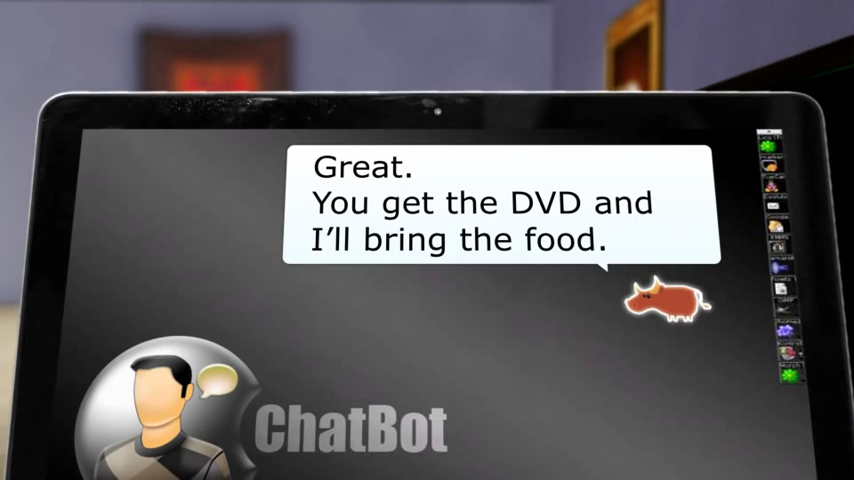 Great.
You get the DVD and
I'll bring the food.
ChatBot